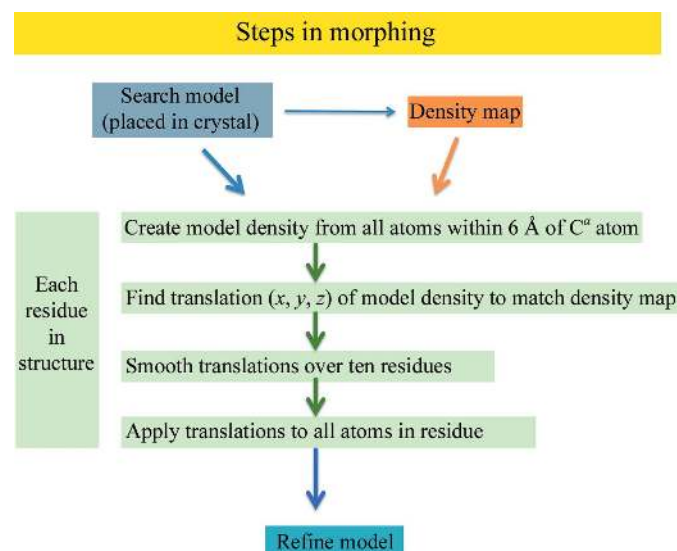 Steps in morphing
Search model
(placed in crystal)
Density map
Each
residue
in
structure
Create model density from all atoms within 6 Å of Cᵅ atom
Find translation (x, y, z) of model density to match density map
Smooth translations over ten residues
Apply translations to all atoms in residue
Refine model